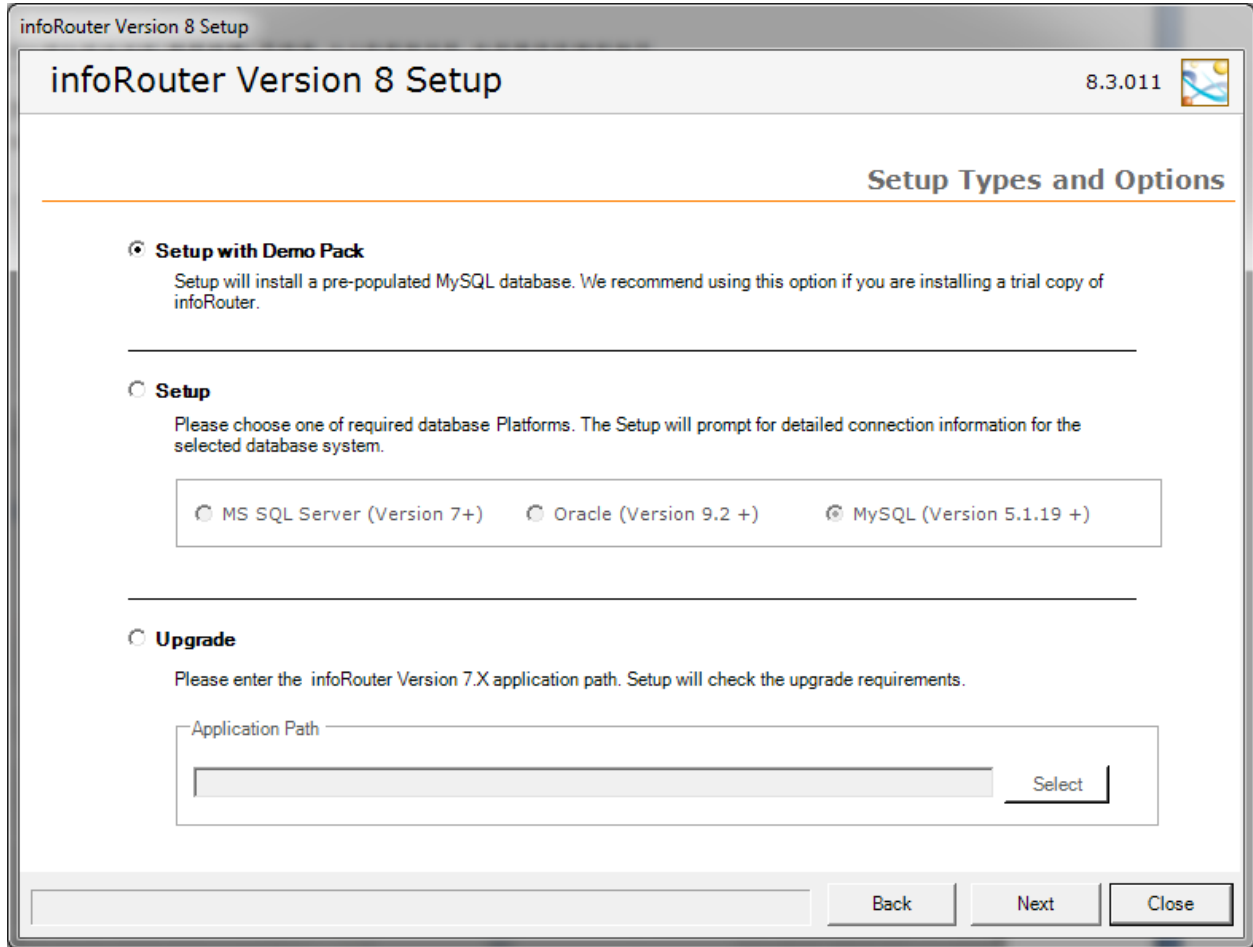 infoRouter Version 8 Setup
infoRouter Version 8 Setup
8.3.011
Setup Types and Options
Setup with Demo Pack
Setup will install a pre-populated MySQL database. We recommend using this option if you are installing a trial copy of
infoRouter.
Setup
Please choose one of required database Platforms. The Setup will prompt for detailed connection information for the
selected database system.
MS SQL Server (Version 7+) Oracle (Version 9.2 +) MySQL (Version 5.1.19 +)
Upgrade
Please enter the infoRouter Version 7.X application path. Setup will check the upgrade requirements.
Application Path
Select
Back Next Close